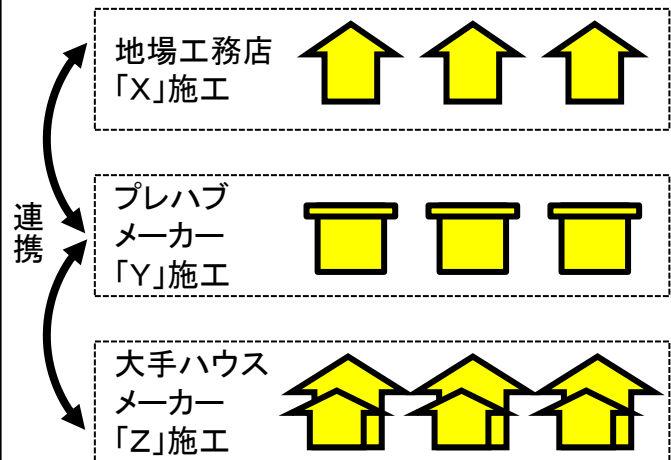 地場工務店
「X」施工
連携
プレハブ
メーカー
「Y」施工
大手ハウス
メーカー
「Z」施工